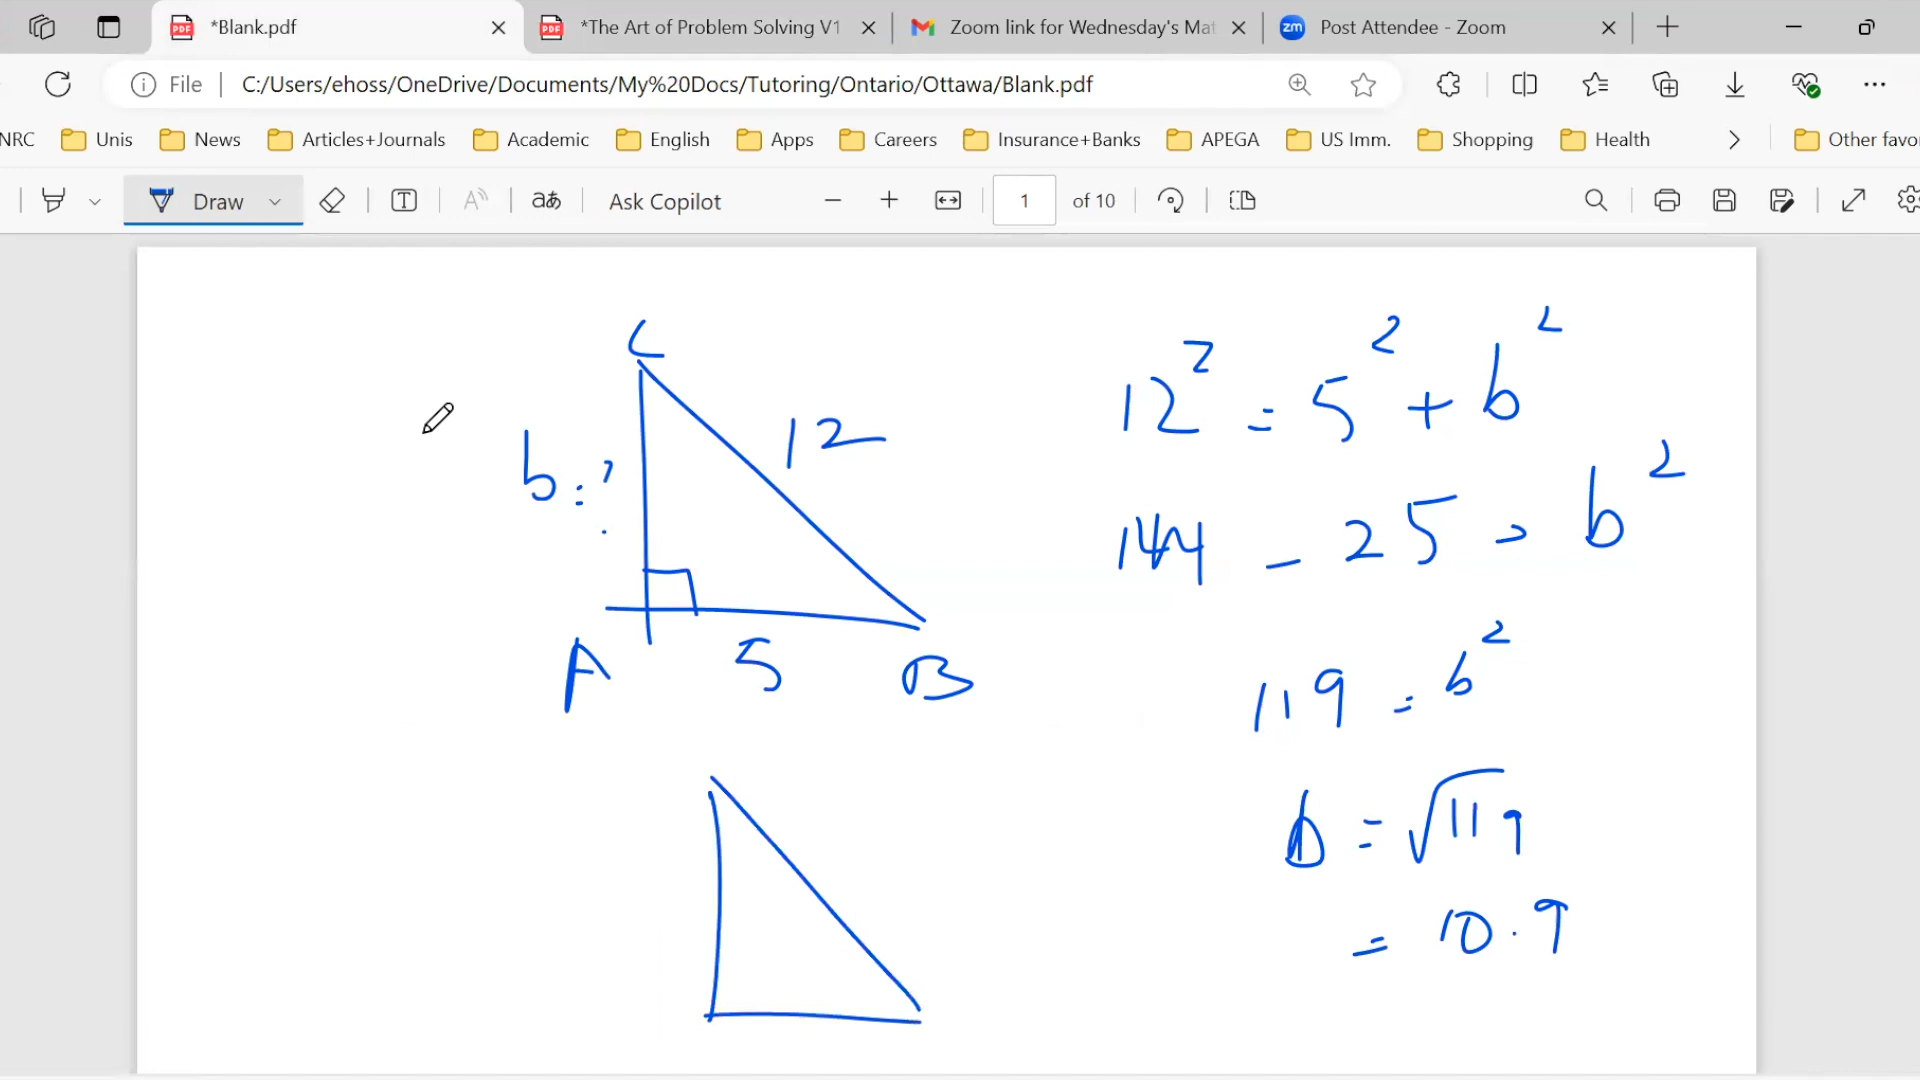 *Blank.pdf
*The Art of Problem Solving V1
Zoom link for Wednesday's Mat
zm
Post Attendee - Zoom
File
C:/Users/ehoss/OneDrive/Documents/My%20Docs/Tutoring/Ontario/Ottawa/Blank.pdf
NRC
Unis
News
Articles+Journals
Academic
English
Apps
Careers
Insurance+Banks
APEGA
US Imm.
Shopping
Health
Other favo
Draw
T
aあ
Ask Copilot
1
of 10
C
b = ?
12
A
5
B
12² = 5² + b²
144 - 25 = b²
119 = b²
b = √119
= 10.9